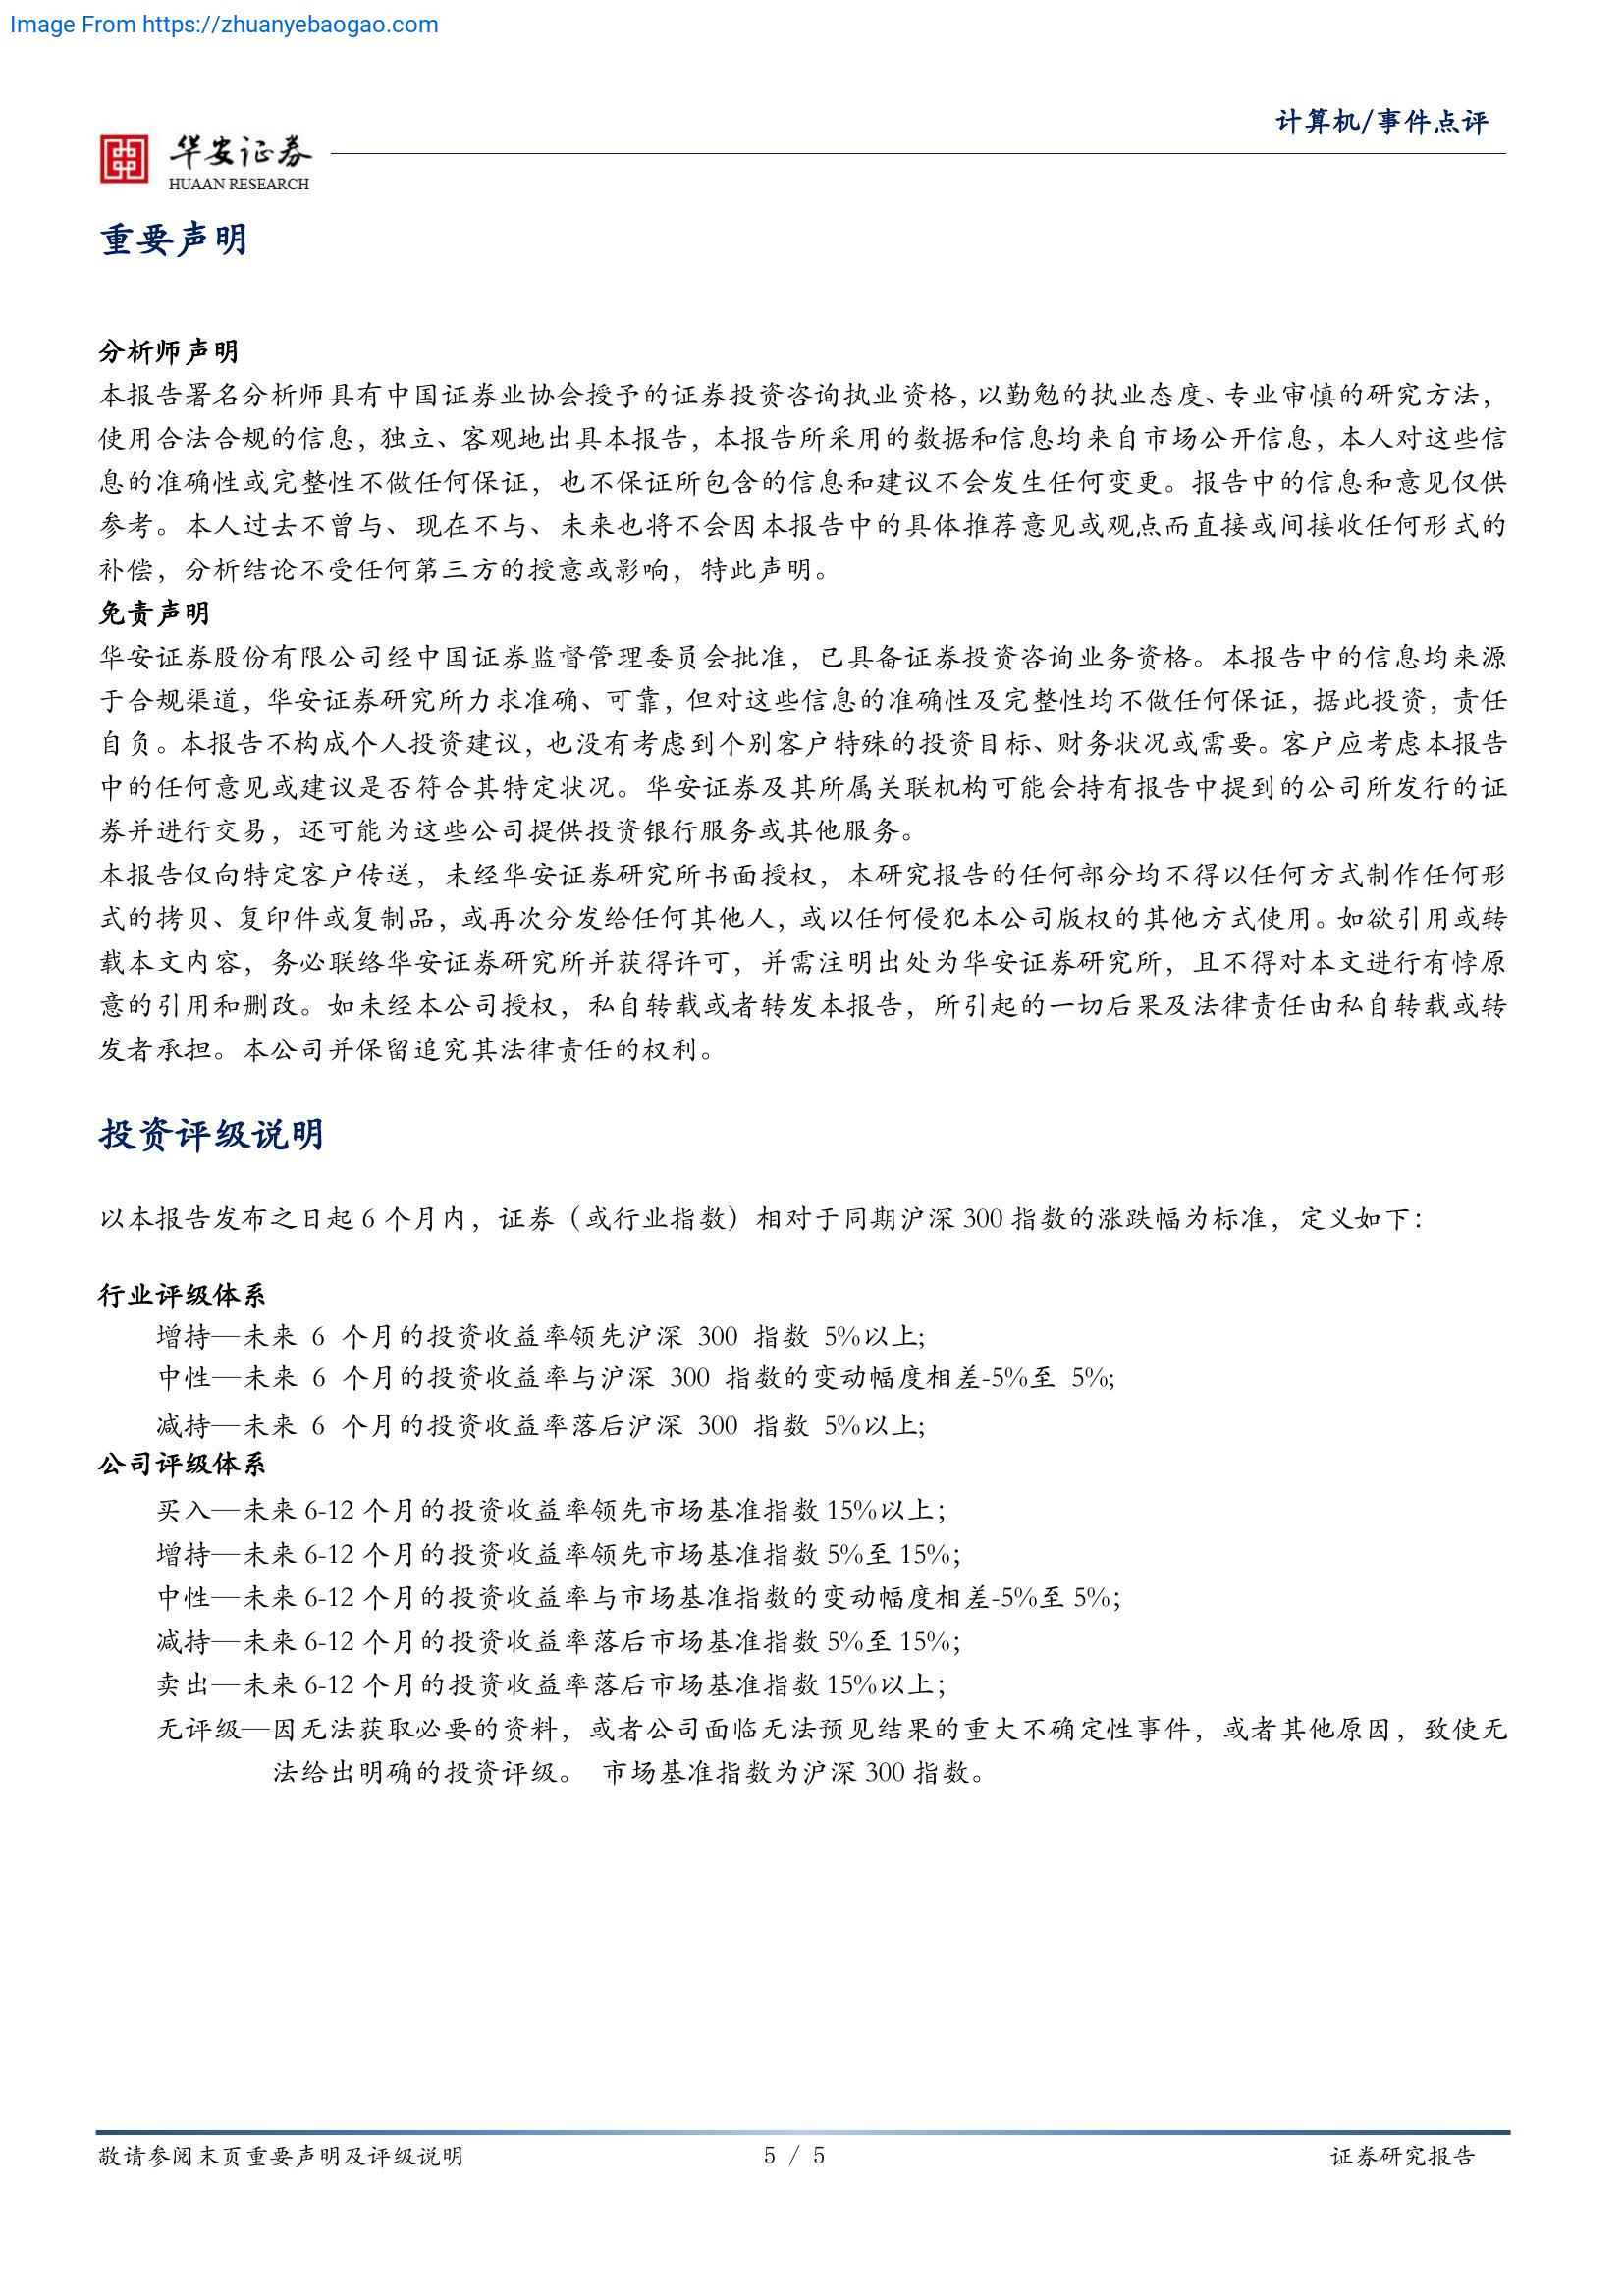 Image From https://zhuanyebaogao.com
计算机/事件点评
华安证券
HUAAN RESEARCH
重要声明
分析师声明
本报告署名分析师具有中国证券业协会授予的证券投资咨询执业资格，以勤勉的执业态度、专业审慎的研究方法，
使用合法合规的信息，独立、客观地出具本报告，本报告所采用的数据和信息均来自市场公开信息，本人对这些信
息的准确性或完整性不做任何保证，也不保证所包含的信息和建议不会发生任何变更。报告中的信息和意见仅供
参考。本人过去不曾与、现在不与、未来也将不会因本报告中的具体推荐意见或观点而直接或间接收任何形式的
补偿，分析结论不受任何第三方的授意或影响，特此声明。
免责声明
华安证券股份有限公司经中国证券监督管理委员会批准，已具备证券投资咨询业务资格。本报告中的信息均来源
于合规渠道，华安证券研究所力求准确、可靠，但对这些信息的准确性及完整性均不做任何保证，据此投资，责任
自负。本报告不构成个人投资建议，也没有考虑到个别客户特殊的投资目标、财务状况或需要。客户应考虑本报告
中的任何意见或建议是否符合其特定状况。华安证券及其所属关联机构可能会持有报告中提到的公司所发行的证
券并进行交易，还可能为这些公司提供投资银行服务或其他服务。
本报告仅向特定客户传送，未经华安证券研究所书面授权，本研究报告的任何部分均不得以任何方式制作任何形
式的拷贝、复印件或复制品，或再次分发给任何其他人，或以任何侵犯本公司版权的其他方式使用。如欲引用或转
载本文内容，务必联络华安证券研究所并获得许可，并需注明出处为华安证券研究所，且不得对本文进行有悖原
意的引用和删改。如未经本公司授权，私自转载或者转发本报告，所引起的一切后果及法律责任由私自转载或转
发者承担。本公司并保留追究其法律责任的权利。
投资评级说明
以本报告发布之日起 6 个月内，证券（或行业指数）相对于同期沪深 300 指数的涨跌幅为标准，定义如下：
行业评级体系
增持—未来 6 个月的投资收益率领先沪深 300 指数 5%以上;
中性—未来 6 个月的投资收益率与沪深 300 指数的变动幅度相差-5%至 5%;
减持—未来 6 个月的投资收益率落后沪深 300 指数 5%以上;
公司评级体系
买入—未来 6-12 个月的投资收益率领先市场基准指数 15%以上；
增持—未来 6-12 个月的投资收益率领先市场基准指数 5%至 15%；
中性—未来 6-12 个月的投资收益率与市场基准指数的变动幅度相差-5%至 5%；
减持—未来 6-12 个月的投资收益率落后市场基准指数 5%至 15%；
卖出—未来 6-12 个月的投资收益率落后市场基准指数 15%以上；
无评级—因无法获取必要的资料，或者公司面临无法预见结果的重大不确定性事件，或者其他原因，致使无
法给出明确的投资评级。 市场基准指数为沪深 300 指数。
敬请参阅末页重要声明及评级说明
5 / 5
证券研究报告